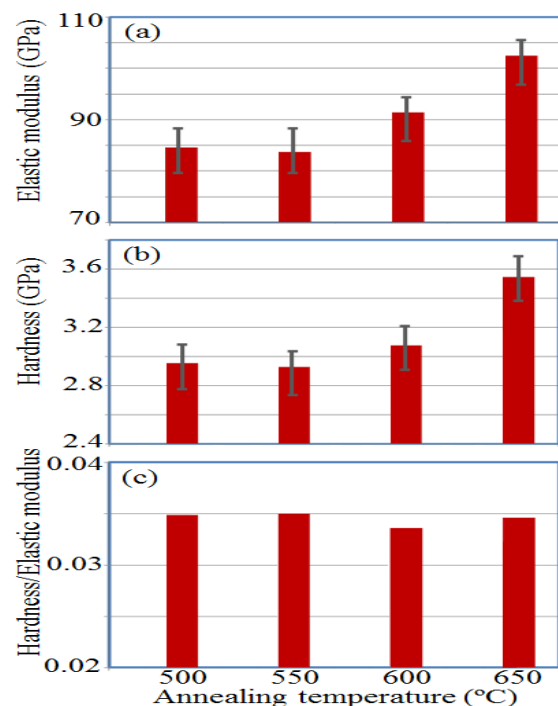 110
(a)
90
70
Elastic modulus (GPa)
3.6
(b)
3.2
2.8
2.4
Hardness (GPa)
0.04
(c)
0.03
0.02
Hardness/Elastic modulus
500 550 600 650
Annealing temperature (ºC)